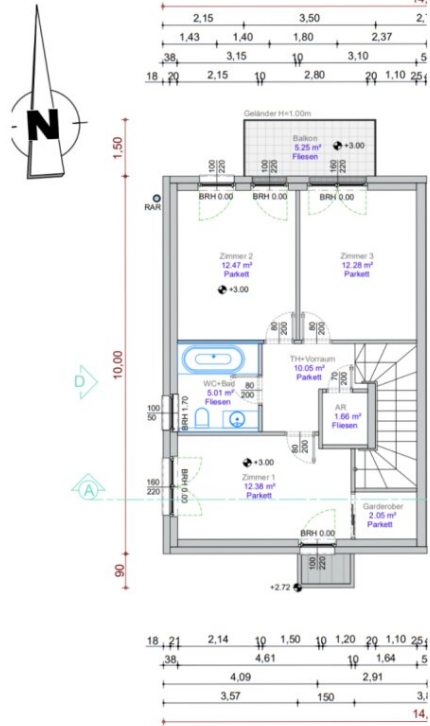 14,
2,15 3,50 2,
1,43 1,40 1,80 2,37
38 3,15 10 3,10 5
18 20 2,15 10 2,80 20 1,10 25
N
Geländer H=1.00m
Balkon
5.25 m²
Fliesen
+3.00
1,50
100
220
100
220
160
220
RAR
BRH 0.00
BRH 0.00
BRH 0.00
Zimmer 2
12.47 m²
Parkett
+3.00
Zimmer 3
12.28 m²
Parkett
80
200
80
200
10,00
D
TH+Vorraum
10.05 m²
Parkett
WC+Bad
5.01 m²
Fliesen
80
200
70
200
AR
1.66 m²
Fliesen
100
50
BRH 1.70
80
200
160
220
BRH 0.00
A
+3.00
Zimmer 1
12.38 m²
Parkett
Garderober
2.05 m²
Parkett
BRH 0.00
100
220
90
+2.72
18 21 2,14 10 1,50 10 1,20 20 1,10 25
38 4,61 10 1,64 5
4,09 2,91
3,57 150 3,
14,